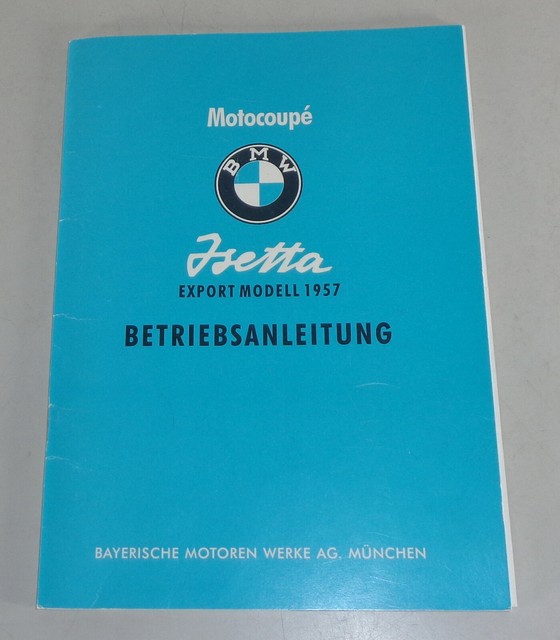 Motocoupé
BMW
Isetta
EXPORT MODELL 1957
BETRIEBSANLEITUNG
BAYERISCHE MOTOREN WERKE AG. MÜNCHEN